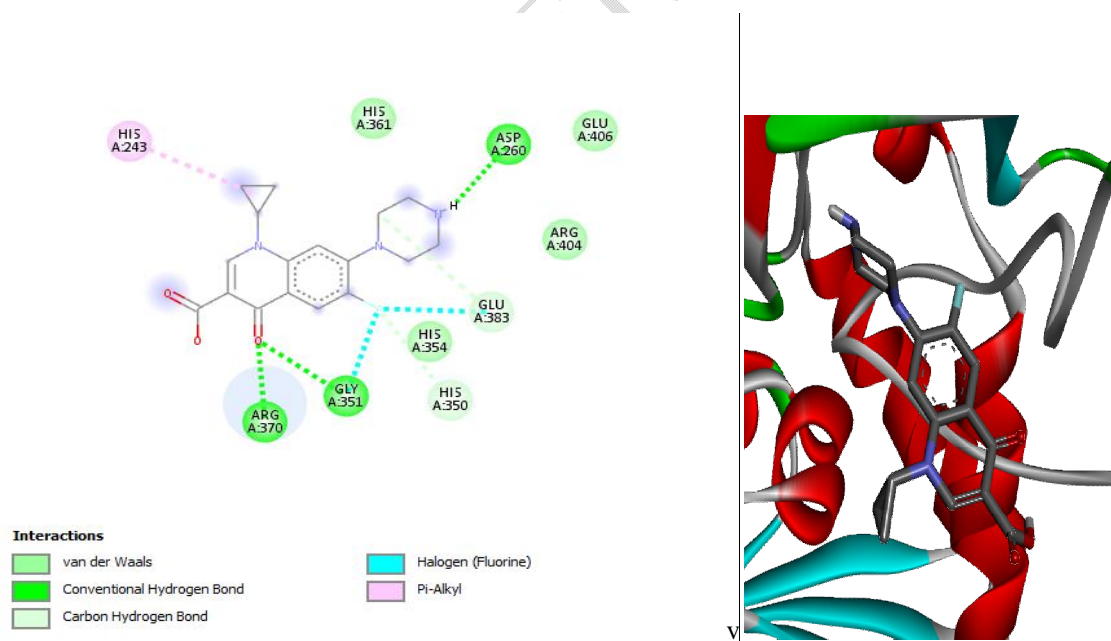 HIS
A:361
ASP
A:260
GLU
A:406
HIS
A:243
H
N
N
N
ARG
A:404
O
O
O
GLU
A:383
HIS
A:354
GLY
A:351
HIS
A:350
ARG
A:370
Interactions
van der Waals
Conventional Hydrogen Bond
Carbon Hydrogen Bond
Halogen (Fluorine)
Pi-Alkyl
v